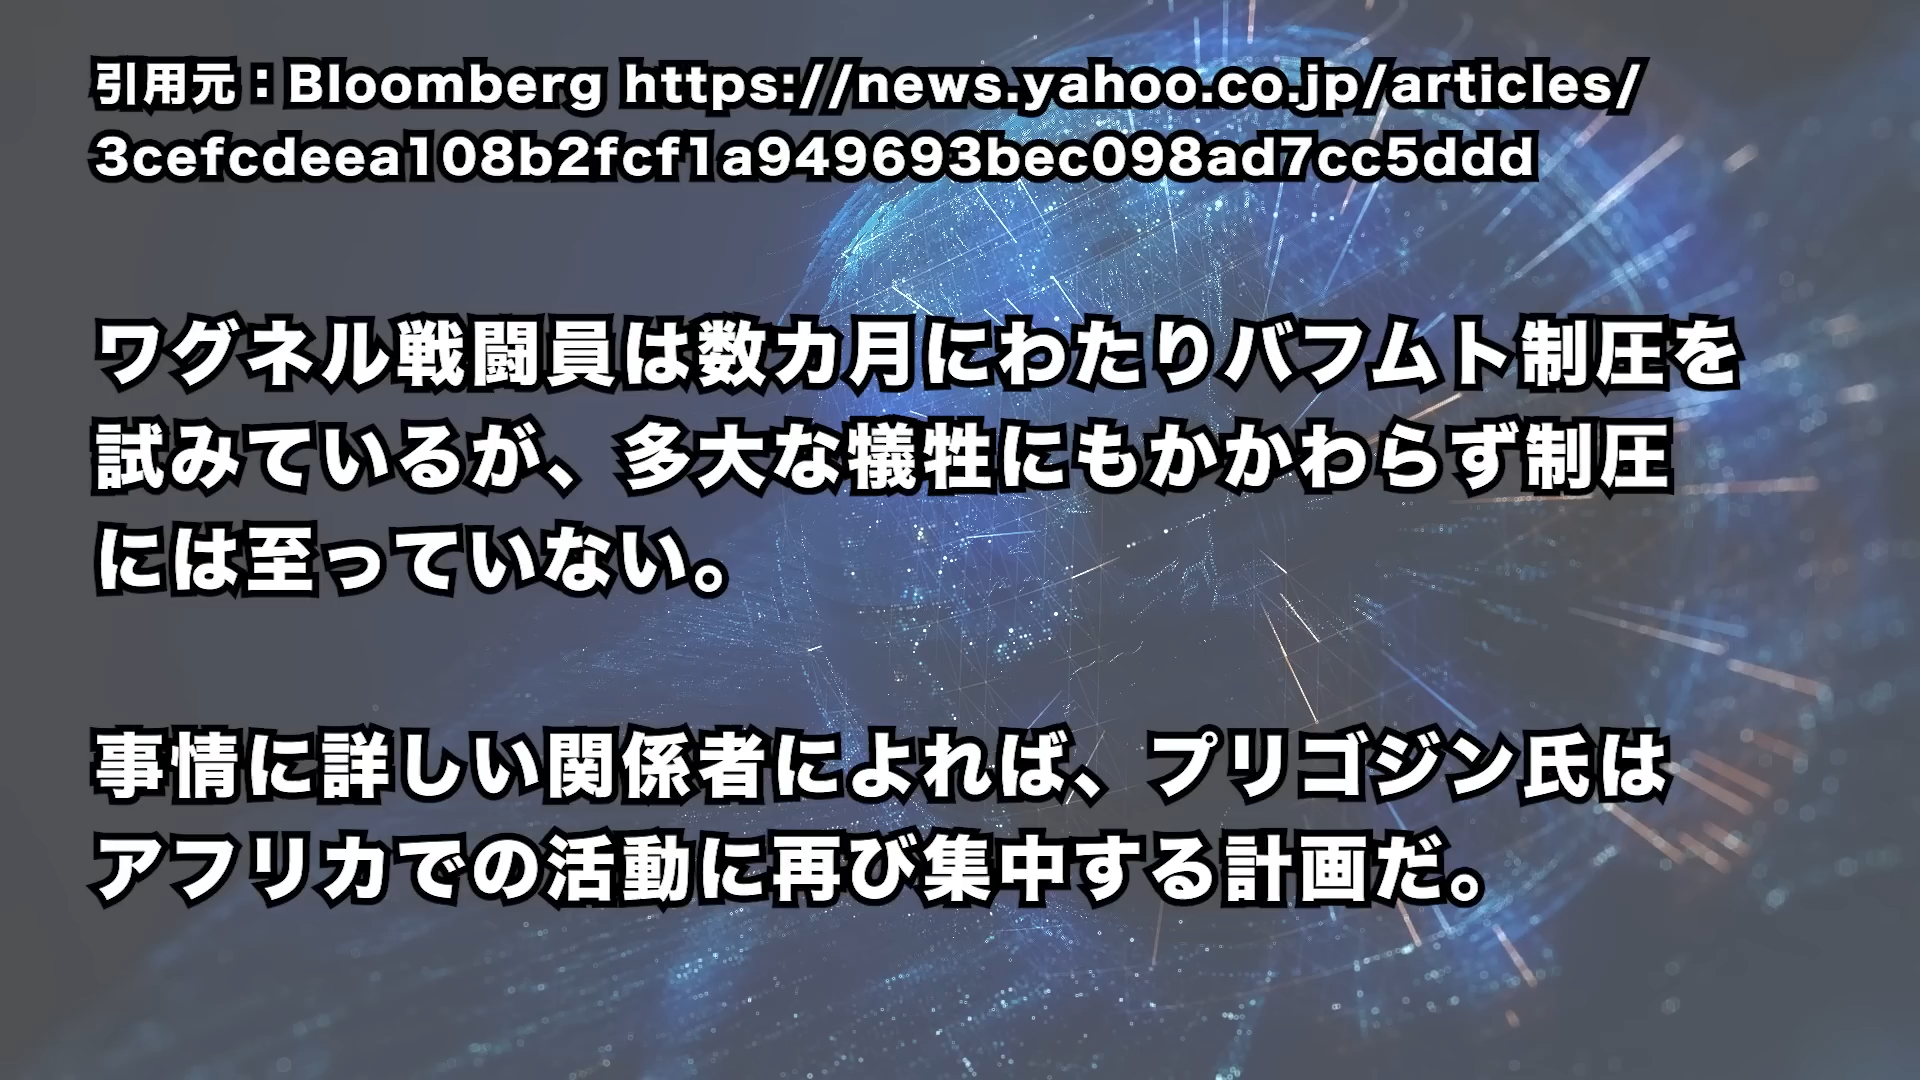 引用元：Bloomberg https://news.yahoo.co.jp/articles/
3cefcdeea108b2fcf1a949693bec098ad7cc5ddd
ワグネル戦闘員は数カ月にわたりバフムト制圧を
試みているが、多大な犠牲にもかかわらず制圧
には至っていない。
事情に詳しい関係者によれば、プリゴジン氏は
アフリカでの活動に再び集中する計画だ。